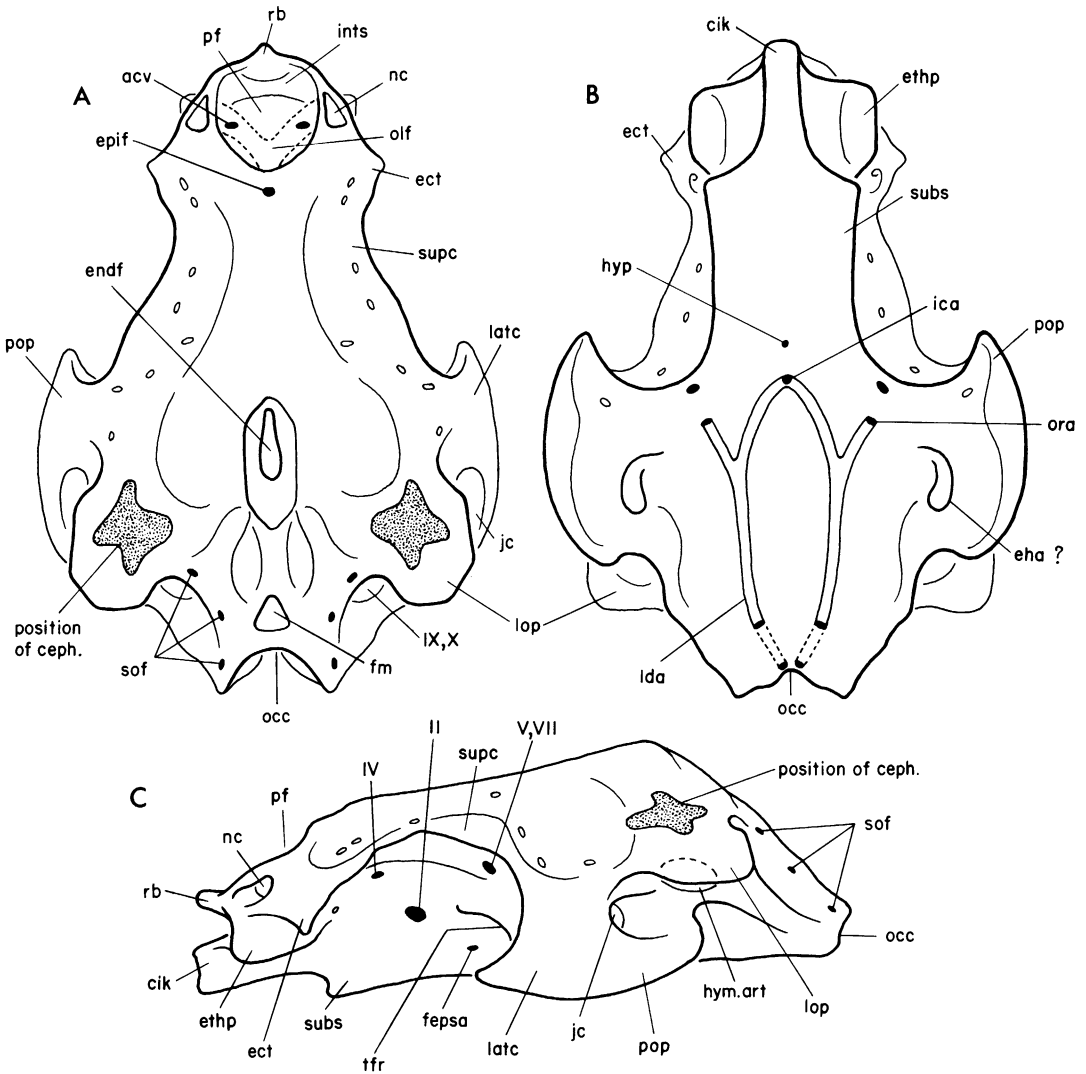 A
rb
pf
ints
acv
nc
epif
olf
ect
supc
endf
pop
latc
jc
position
of ceph.
sof
IX,X
lop
fm
occ
B
cik
ethp
ect
subs
hyp
ica
pop
ora
eha ?
lda
occ
C
II
V,VII
supc
IV
position of ceph.
pf
sof
nc
rb
occ
cik
hym.art
lop
ethp
subs
fepsa
jc
ect
latc
pop
tfr